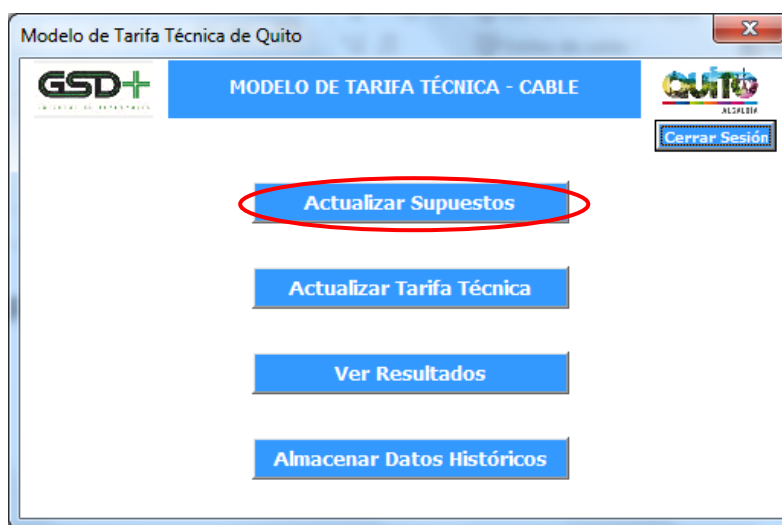 Modelo de Tarifa Técnica de Quito
GSD+
MODELO DE TARIFA TÉCNICA - CABLE
QUITO
ALCALDÍA
Cerrar Sesión
Actualizar Supuestos
Actualizar Tarifa Técnica
Ver Resultados
Almacenar Datos Históricos